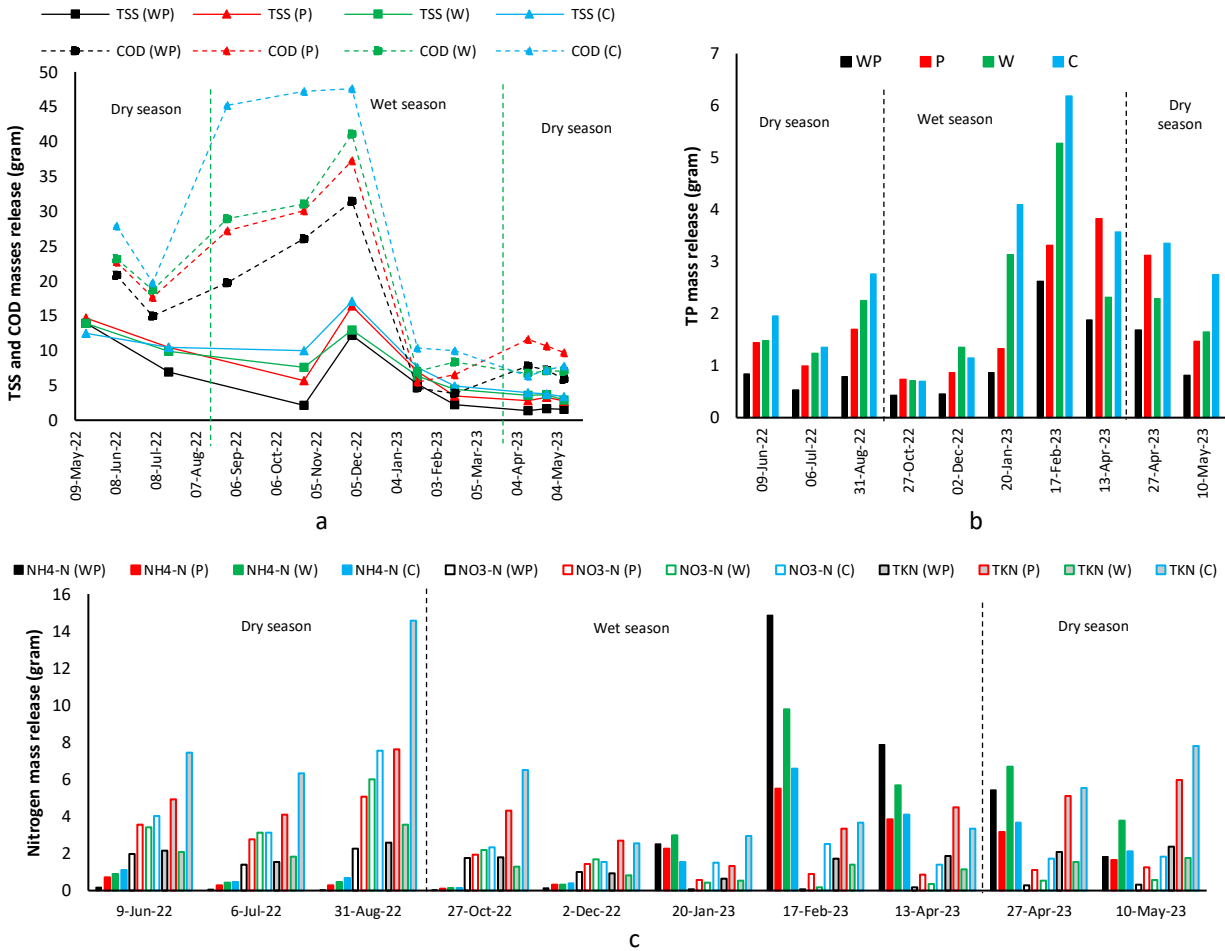 TSS (WP) TSS (P) TSS (W) TSS (C)
COD (WP) COD (P) COD (W) COD (C)
TSS and COD masses release (gram)
50
45
40
35
30
25
20
15
10
5
0
Dry season
Wet season
Dry season
09-May-22
08-Jun-22
08-Jul-22
07-Aug-22
06-Sep-22
06-Oct-22
05-Nov-22
05-Dec-22
04-Jan-23
03-Feb-23
05-Mar-23
04-Apr-23
04-May-23
a
WP P W C
TP mass release (gram)
7
6
5
4
3
2
1
0
Dry season
Wet season
Dry
season
09-Jun-22
06-Jul-22
31-Aug-22
27-Oct-22
02-Dec-22
20-Jan-23
17-Feb-23
13-Apr-23
27-Apr-23
10-May-23
b
NH4-N (WP) NH4-N (P) NH4-N (W) NH4-N (C) NO3-N (WP) NO3-N (P) NO3-N (W) NO3-N (C) TKN (WP) TKN (P) TKN (W) TKN (C)
Nitrogen mass release (gram)
16
14
12
10
8
6
4
2
0
Dry season
Wet season
Dry season
9-Jun-22
6-Jul-22
31-Aug-22
27-Oct-22
2-Dec-22
20-Jan-23
17-Feb-23
13-Apr-23
27-Apr-23
10-May-23
c